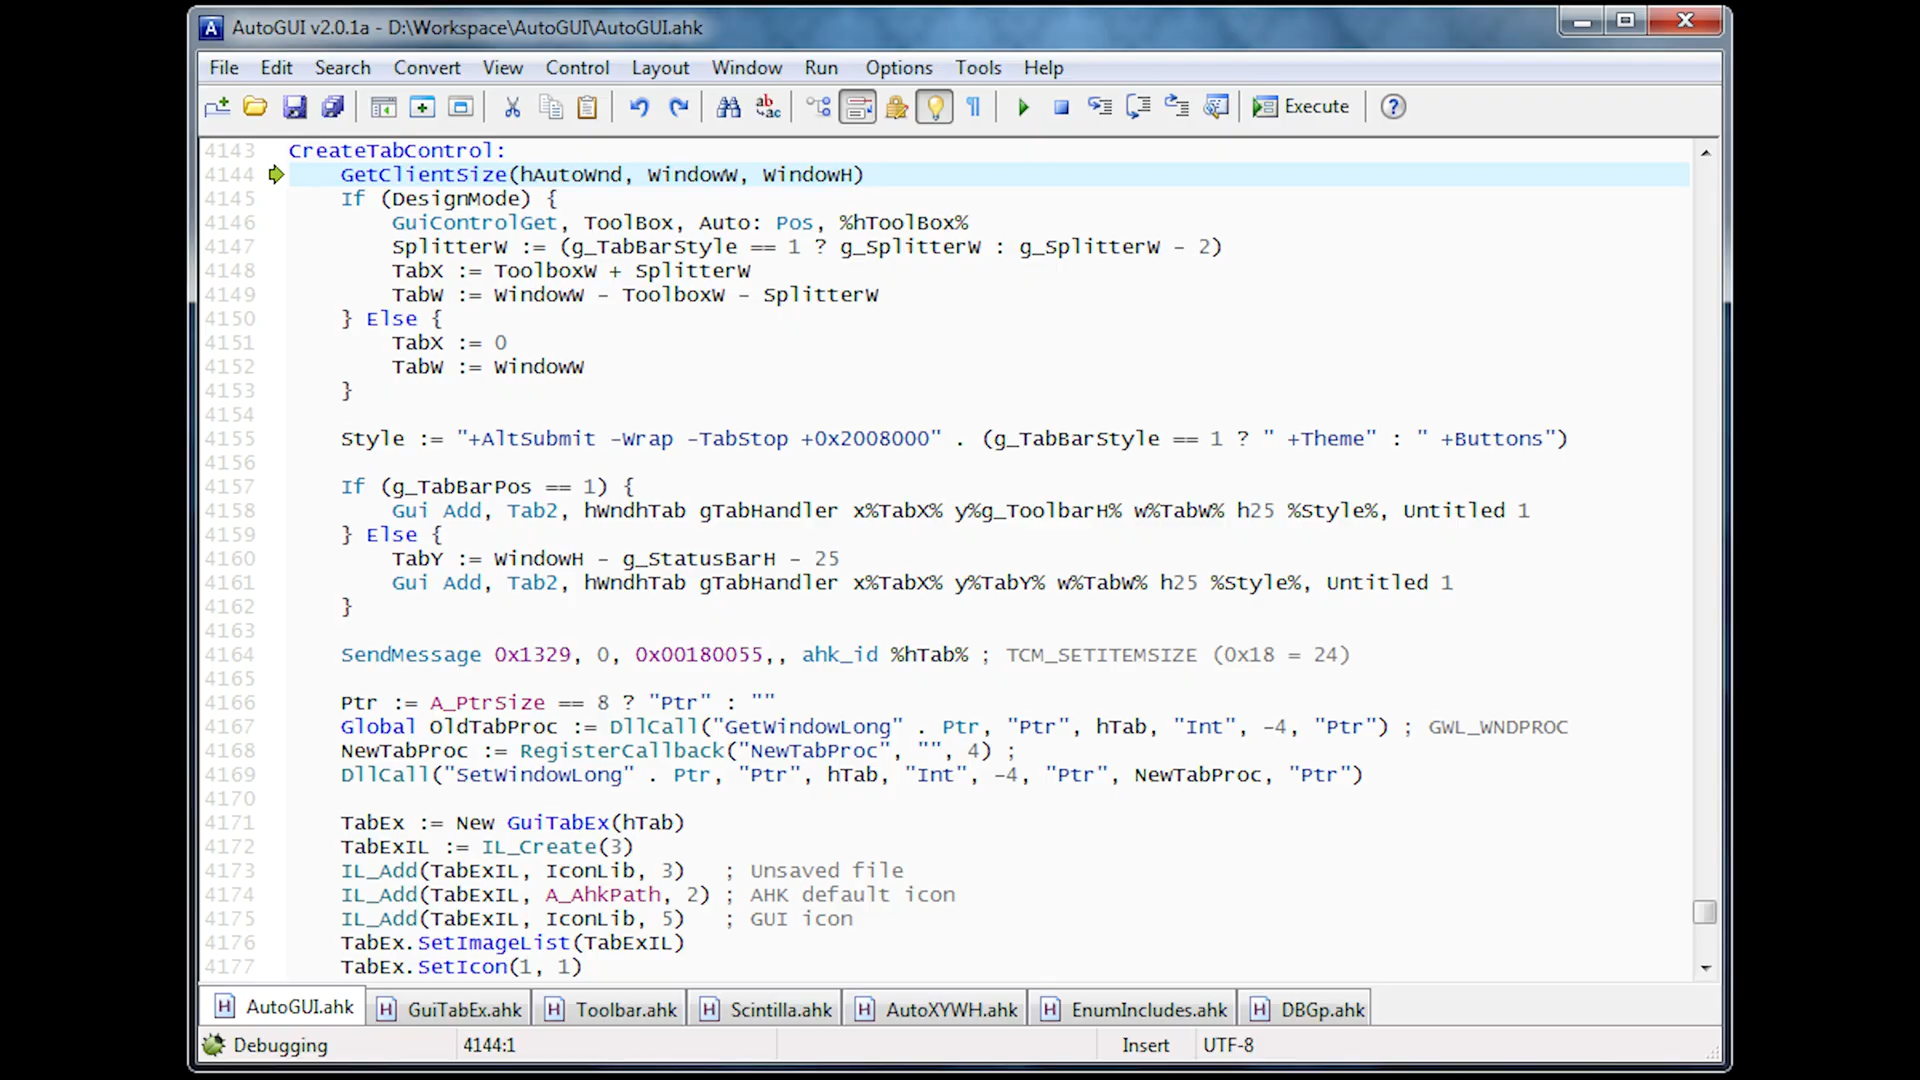 AutoGUI v2.0.1a - D:\Workspace\AutoGUI\AutoGUI.ahk
File Edit Search Convert View Control Layout Window Run Options Tools Help
ab ac Execute ?
4143 CreateTabControl:
4144 GetClientSize(hAutoWnd, WindowW, WindowH)
4145 If (DesignMode) {
4146 GuiControlGet, ToolBox, Auto: Pos, %hToolBox%
4147 SplitterW := (g_TabBarStyle == 1 ? g_SplitterW : g_SplitterW - 2)
4148 TabX := ToolboxW + SplitterW
4149 TabW := WindowW - ToolboxW - SplitterW
4150 } Else {
4151 TabX := 0
4152 TabW := WindowW
4153 }
4154
4155 Style := "+AltSubmit -Wrap -TabStop +0x2008000" . (g_TabBarStyle == 1 ? " +Theme" : " +Buttons")
4156
4157 If (g_TabBarPos == 1) {
4158 Gui Add, Tab2, hWndhTab gTabHandler x%TabX% y%g_ToolbarH% w%TabW% h25 %Style%, Untitled 1
4159 } Else {
4160 TabY := WindowH - g_StatusBarH - 25
4161 Gui Add, Tab2, hWndhTab gTabHandler x%TabX% y%TabY% w%TabW% h25 %Style%, Untitled 1
4162 }
4163
4164 SendMessage 0x1329, 0, 0x00180055,, ahk_id %hTab% ; TCM_SETITEMSIZE (0x18 = 24)
4165
4166 Ptr := A_PtrSize == 8 ? "Ptr" : ""
4167 Global OldTabProc := DllCall("GetWindowLong" . Ptr, "Ptr", hTab, "Int", -4, "Ptr") ; GWL_WNDPROC
4168 NewTabProc := RegisterCallback("NewTabProc", "", 4) ;
4169 DllCall("SetWindowLong" . Ptr, "Ptr", hTab, "Int", -4, "Ptr", NewTabProc, "Ptr")
4170
4171 TabEx := New GuiTabEx(hTab)
4172 TabExIL := IL_Create(3)
4173 IL_Add(TabExIL, IconLib, 3) ; Unsaved file
4174 IL_Add(TabExIL, A_AhkPath, 2) ; AHK default icon
4175 IL_Add(TabExIL, IconLib, 5) ; GUI icon
4176 TabEx.SetImageList(TabExIL)
4177 TabEx.SetIcon(1, 1)
AutoGUI.ahk GuiTabEx.ahk Toolbar.ahk Scintilla.ahk AutoXYWH.ahk EnumIncludes.ahk DBGp.ahk
Debugging 4144:1 Insert UTF-8